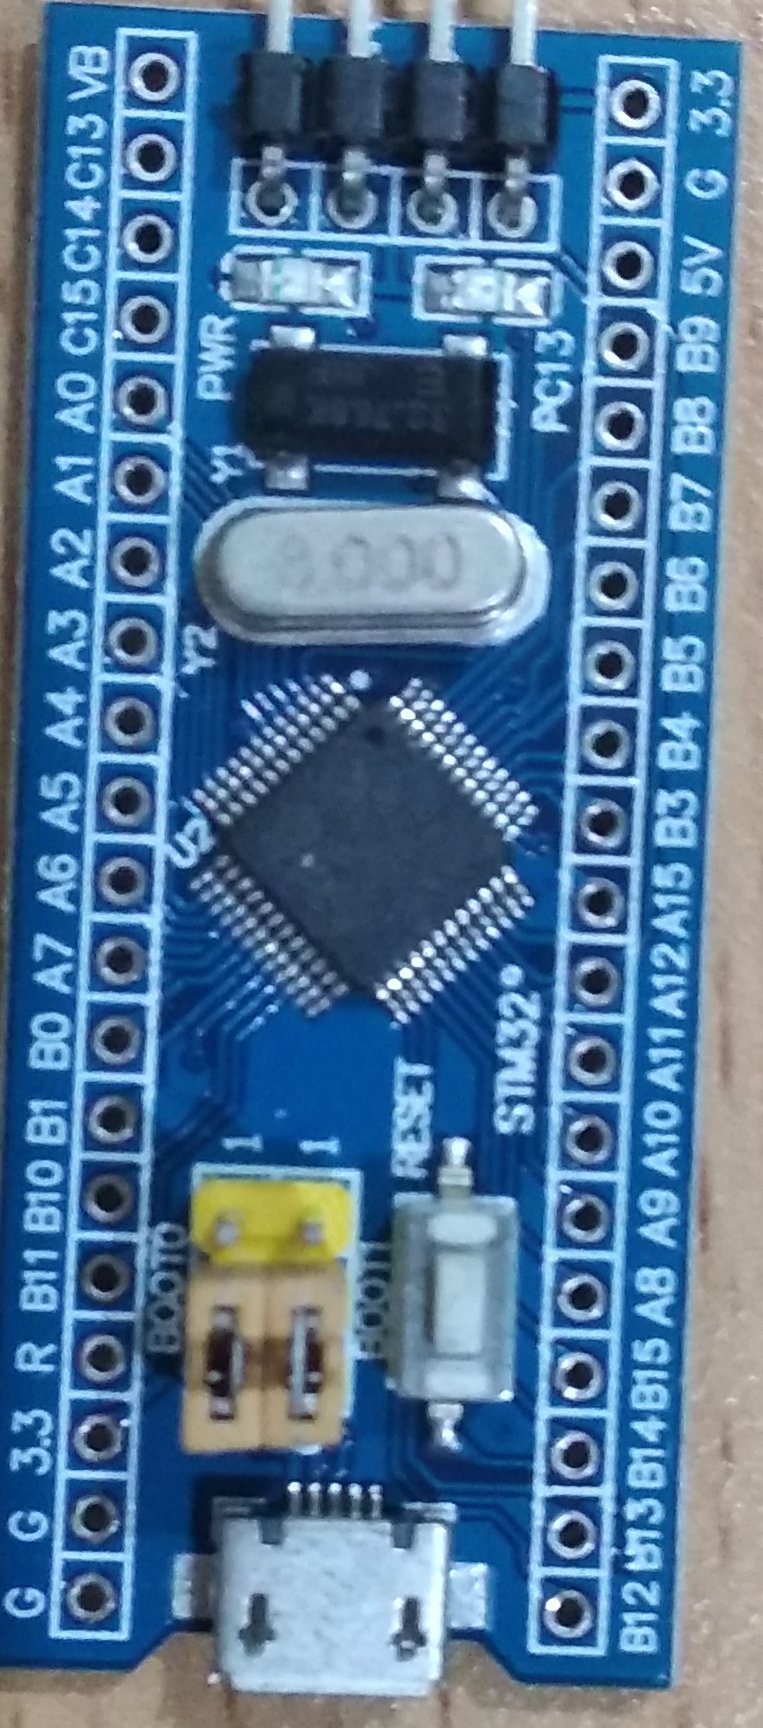 VB
C13
C14
C15
A0
A1
A2
A3
A4
A5
A6
A7
B0
B1
B10
B11
R
3.3
G
G
PWR
PC13
Y1
8.000
Y2
U2
STM32
RESET
1
1
BOOT0
BOOT1
3.3
G
5V
B9
B8
B7
B6
B5
B4
B3
A15
A12
A11
A10
A9
A8
B15
B14
B13
B12